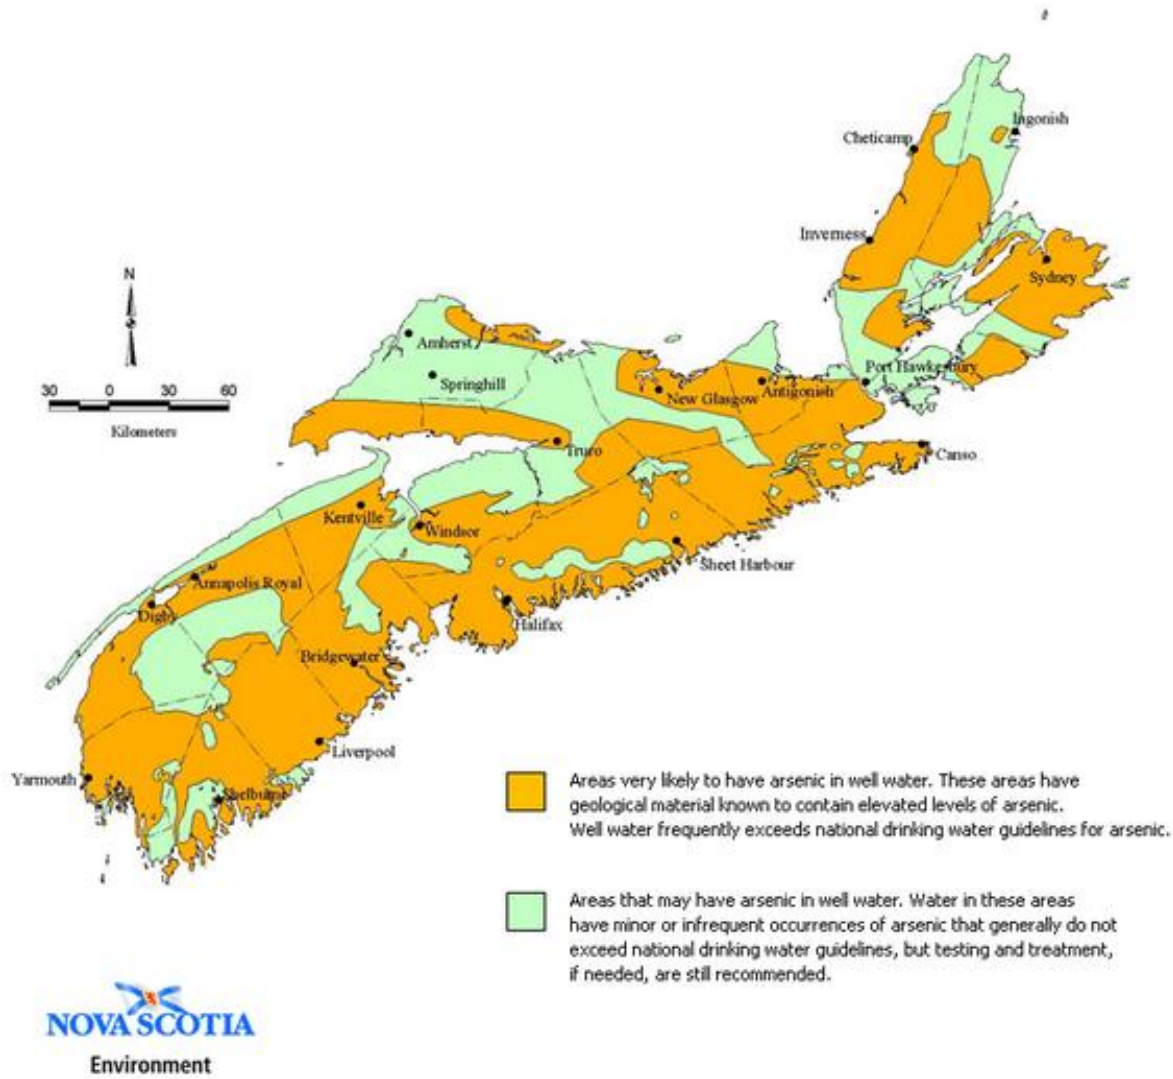 Ingonish
Cheticamp
Inverness
Sydney
N
Amherst
Springhill
Port Hawkesbury
New Glasgow
Antigonish
30 0 30 60
Kilometers
Truro
Canso
Kentville
Windsor
Sheet Harbour
Annapolis Royal
Digby
Halifax
Bridgewater
Liverpool
Yarmouth
Shelburne
Areas very likely to have arsenic in well water. These areas have
geological material known to contain elevated levels of arsenic.
Well water frequently exceeds national drinking water guidelines for arsenic.
Areas that may have arsenic in well water. Water in these areas
have minor or infrequent occurrences of arsenic that generally do not
exceed national drinking water guidelines, but testing and treatment,
if needed, are still recommended.
NOVA SCOTIA
Environment